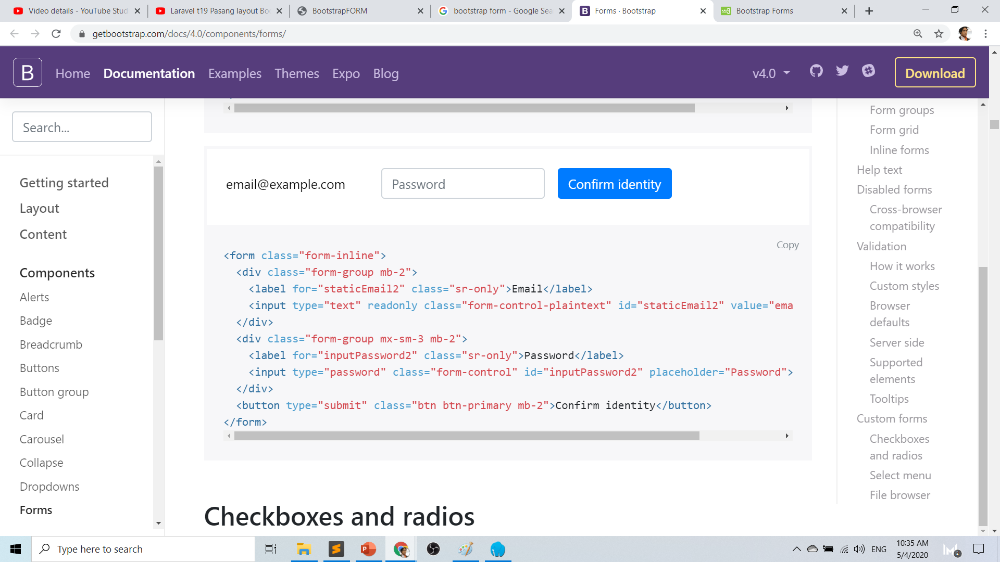 Video details - YouTube Stud
Laravel t19 Pasang layout Boo
BootstrapFORM
bootstrap form - Google Sea
Forms · Bootstrap
Bootstrap Forms
getbootstrap.com/docs/4.0/components/forms/
B
Home
Documentation
Examples
Themes
Expo
Blog
v4.0
Download
Search...
Getting started
Layout
Content
Components
Alerts
Badge
Breadcrumb
Buttons
Button group
Card
Carousel
Collapse
Dropdowns
Forms
email@example.com
Password
Confirm identity
Copy
<form class="form-inline">
<div class="form-group mb-2">
<label for="staticEmail2" class="sr-only">Email</label>
<input type="text" readonly class="form-control-plaintext" id="staticEmail2" value="ema
</div>
<div class="form-group mx-sm-3 mb-2">
<label for="inputPassword2" class="sr-only">Password</label>
<input type="password" class="form-control" id="inputPassword2" placeholder="Password">
</div>
<button type="submit" class="btn btn-primary mb-2">Confirm identity</button>
</form>
Checkboxes and radios
Form groups
Form grid
Inline forms
Help text
Disabled forms
Cross-browser
compatibility
Validation
How it works
Custom styles
Browser
defaults
Server side
Supported
elements
Tooltips
Custom forms
Checkboxes
and radios
Select menu
File browser
Type here to search
ENG
10:35 AM
5/4/2020
2